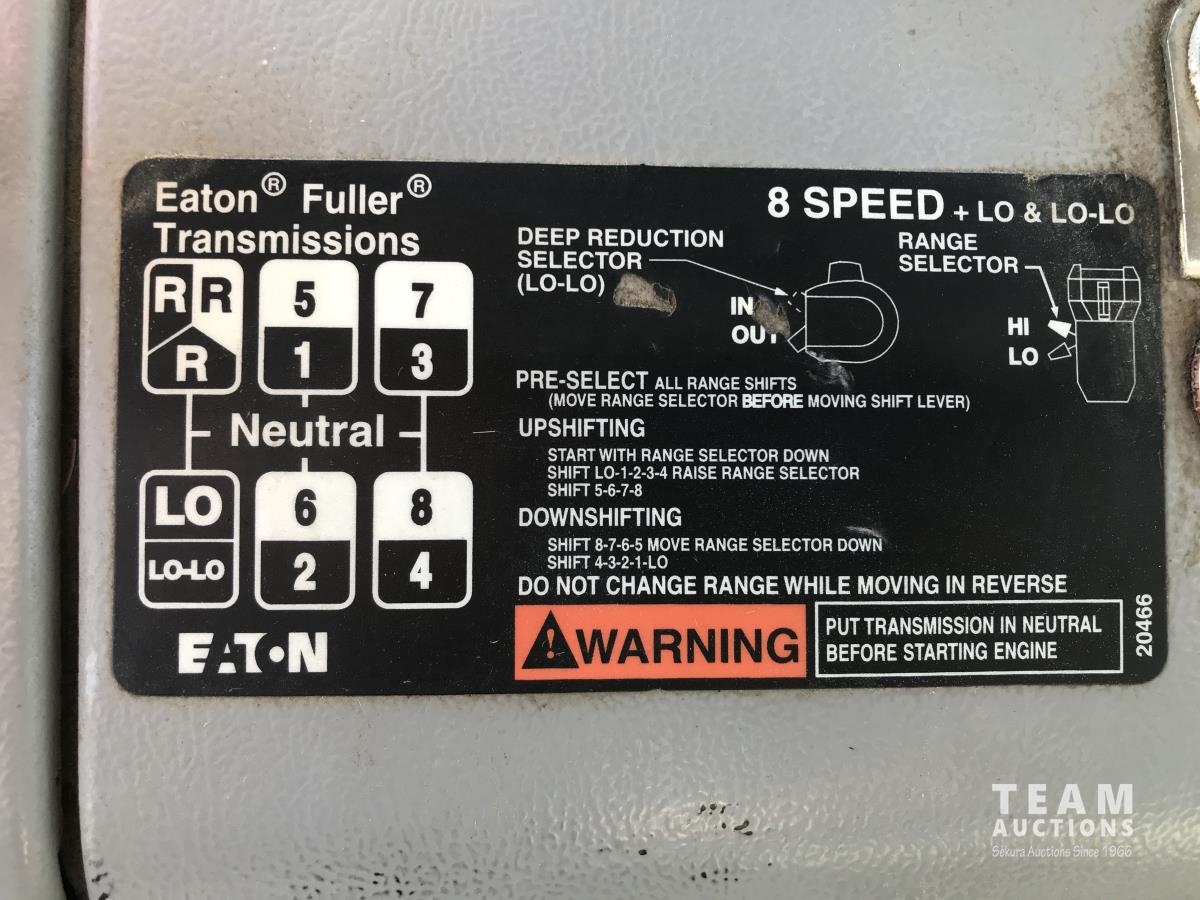 Eaton® Fuller®
Transmissions
R R
R
5
1
7
3
Neutral
LO
LO-LO
6
2
8
4
EATON
8 SPEED + LO & LO-LO
DEEP REDUCTION
SELECTOR
(LO-LO)
IN
OUT
RANGE
SELECTOR
HI
LO
PRE-SELECT ALL RANGE SHIFTS
(MOVE RANGE SELECTOR BEFORE MOVING SHIFT LEVER)
UPSHIFTING
START WITH RANGE SELECTOR DOWN
SHIFT LO-1-2-3-4 RAISE RANGE SELECTOR
SHIFT 5-6-7-8
DOWNSHIFTING
SHIFT 8-7-6-5 MOVE RANGE SELECTOR DOWN
SHIFT 4-3-2-1-LO
DO NOT CHANGE RANGE WHILE MOVING IN REVERSE
WARNING
PUT TRANSMISSION IN NEUTRAL
BEFORE STARTING ENGINE
20466
TEAM
AUCTIONS
Sekura Auctions Since 1966